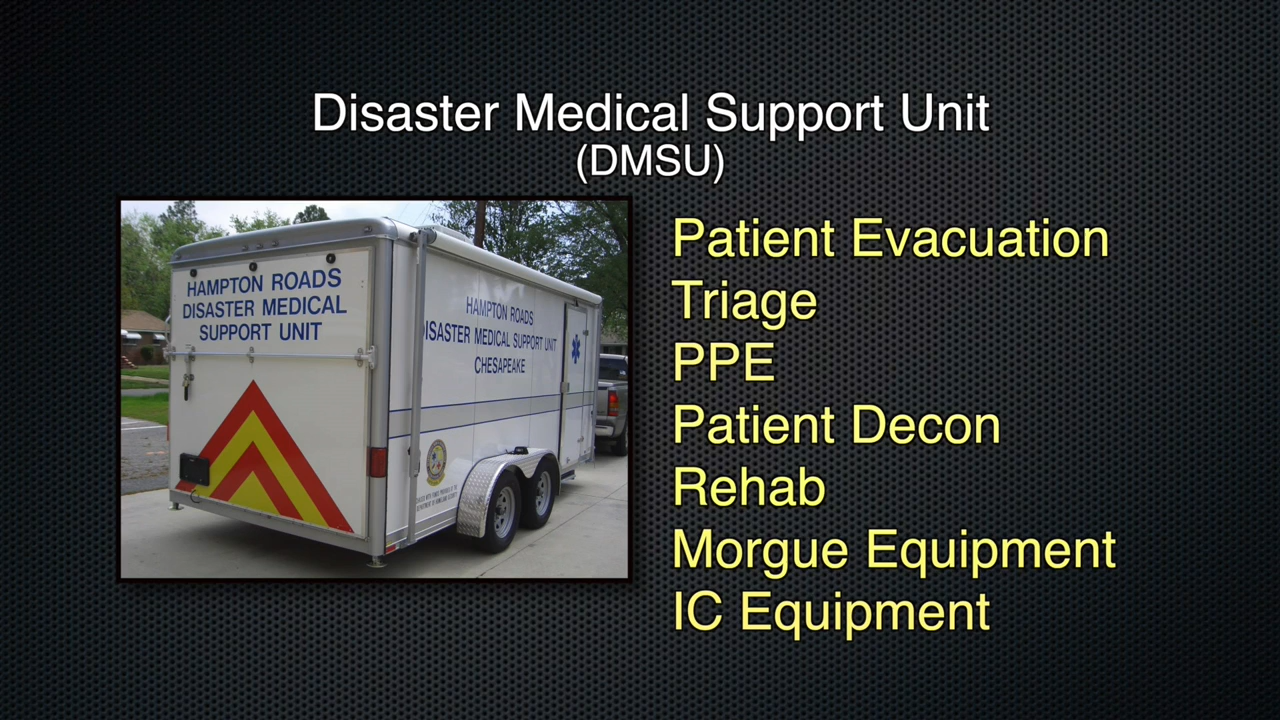 Disaster Medical Support Unit
(DMSU)
HAMPTON ROADS
DISASTER MEDICAL
SUPPORT UNIT
HAMPTON ROADS
DISASTER MEDICAL SUPPORT UNIT
CHESAPEAKE
Patient Evacuation
Triage
PPE
Patient Decon
Rehab
Morgue Equipment
IC Equipment